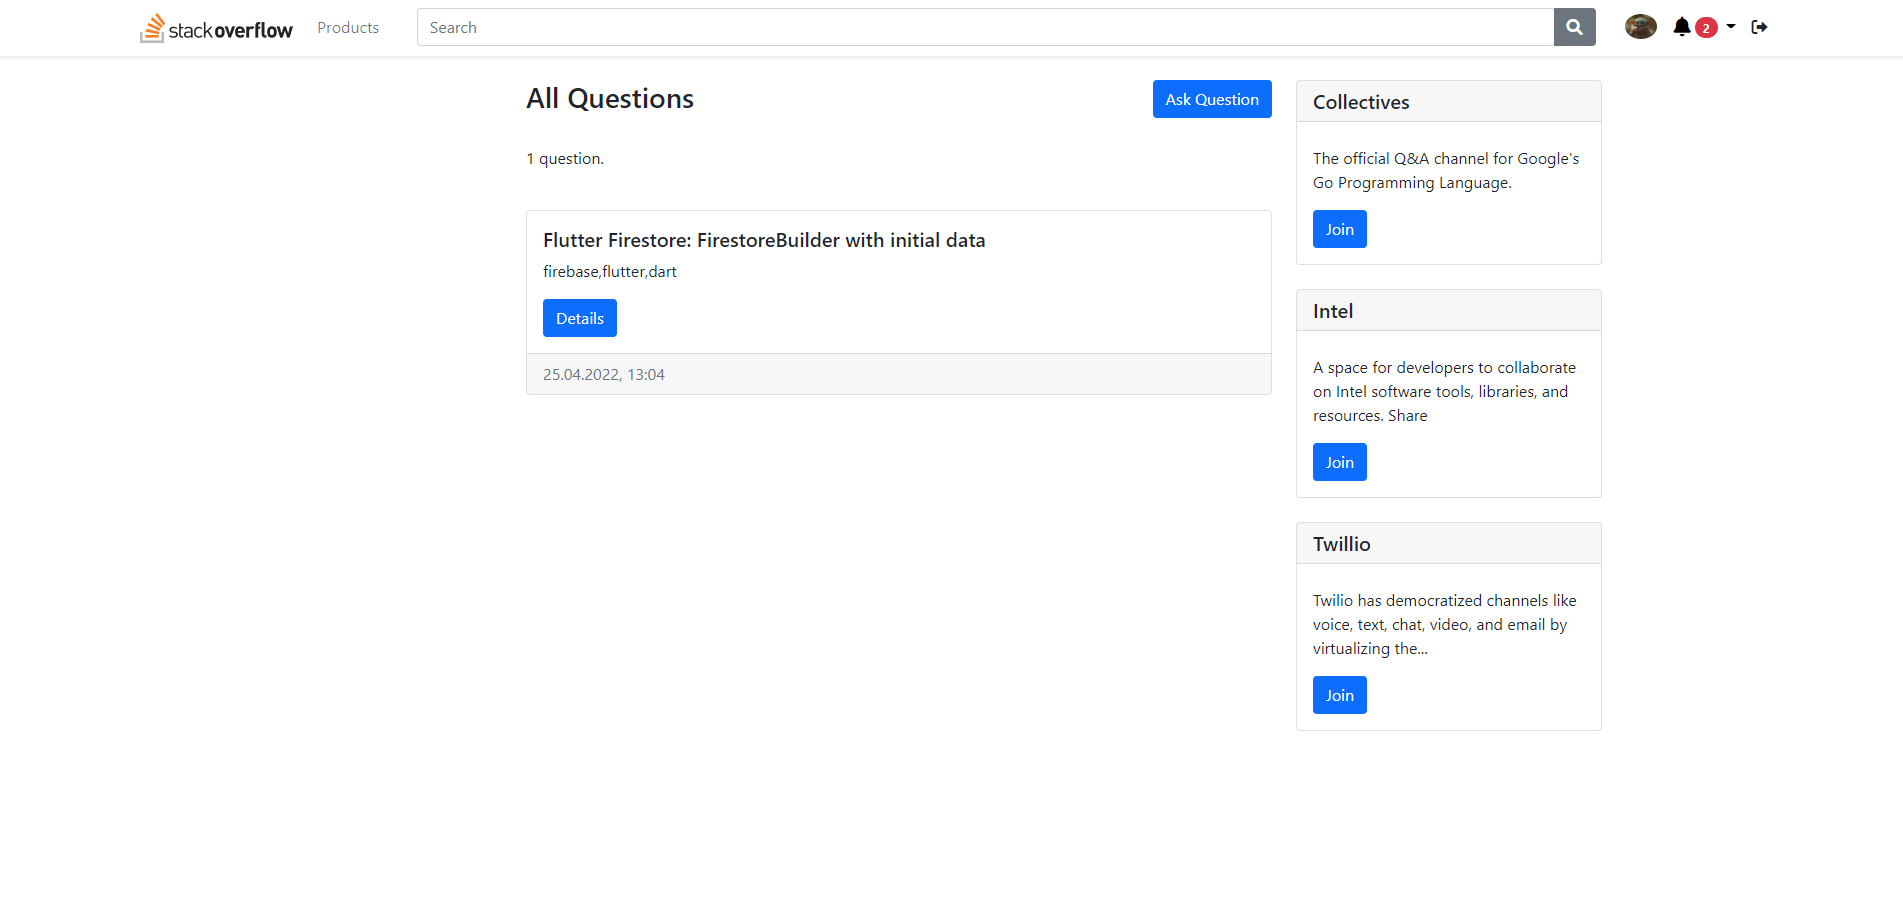 stackoverflow Products Search 2
All Questions
Ask Question
1 question.
Flutter Firestore: FirestoreBuilder with initial data
firebase,flutter,dart
Details
25.04.2022, 13:04
Collectives
The official Q&A channel for Google's
Go Programming Language.
Join
Intel
A space for developers to collaborate
on Intel software tools, libraries, and
resources. Share
Join
Twillio
Twilio has democratized channels like
voice, text, chat, video, and email by
virtualizing the...
Join